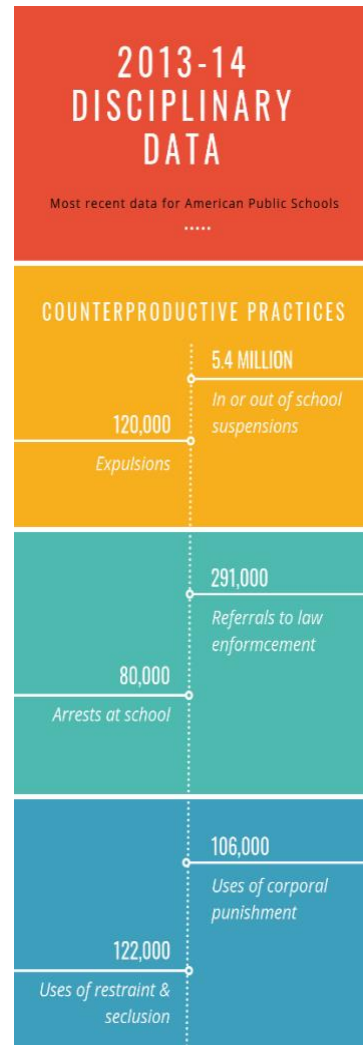 2013-14
DISCIPLINARY
DATA
Most recent data for American Public Schools
COUNTERPRODUCTIVE PRACTICES
5.4 MILLION
In or out of school
suspensions
120,000
Expulsions
291,000
Referrals to law
enformcement
80,000
Arrests at school
106,000
Uses of corporal
punishment
122,000
Uses of restraint &
seclusion